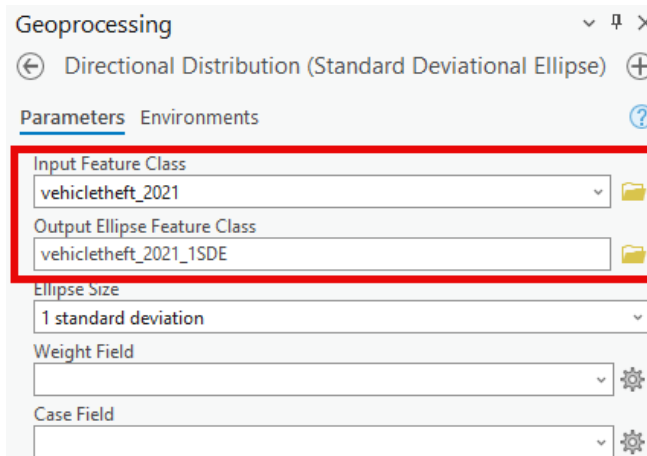 Geoprocessing
Directional Distribution (Standard Deviational Ellipse)
Parameters Environments
Input Feature Class
vehicletheft_2021
Output Ellipse Feature Class
vehicletheft_2021_1SDE
Ellipse Size
1 standard deviation
Weight Field
Case Field